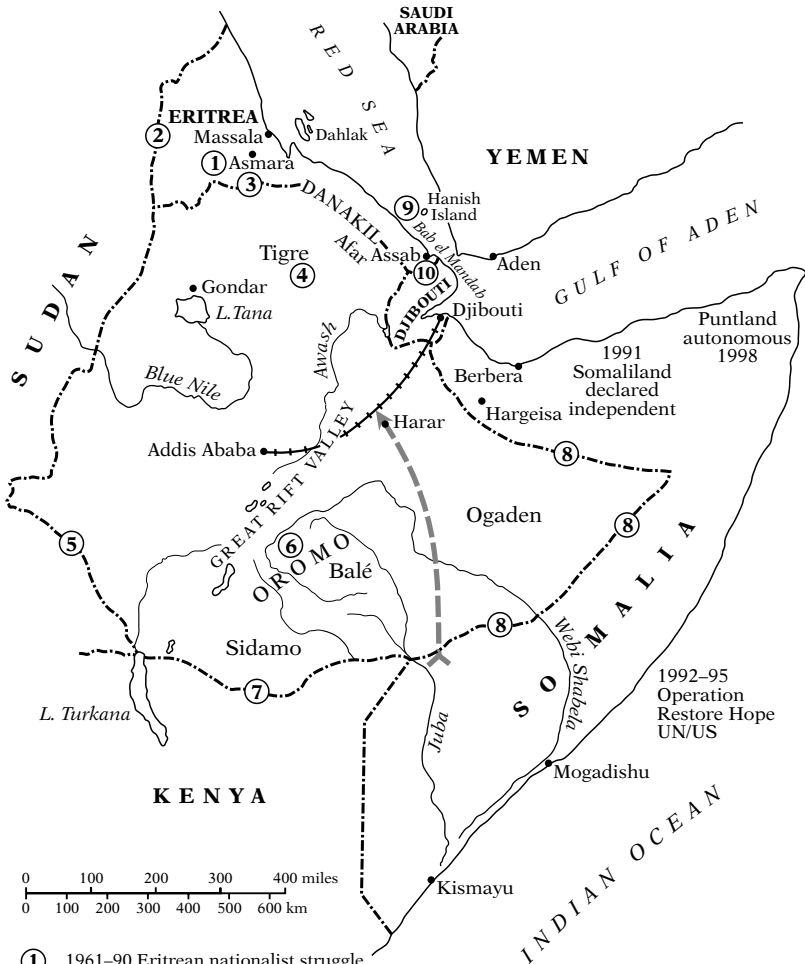 SAUDI
ARABIA
RED SEA
ERITREA
2
Massala
Dahlak
YEMEN
1
Asmara
3
DANAKIL
9
Hanish
Island
Bab el Mandab
Afar
Assab
Aden
GULF OF ADEN
Tigre
4
10
SUDAN
Gondar
L.Tana
DJIBOUTI
Djibouti
Puntland
autonomous
1998
Awash
Blue Nile
Berbera
1991
Somaliland
declared
independent
Hargeisa
Harar
Addis Ababa
8
GREAT RIFT VALLEY
Ogaden
8
5
6
OROMO
Balé
SOMALIA
8
Sidamo
Webi Shabela
7
L. Turkana
1992–95
Operation
Restore Hope
UN/US
Juba
Mogadishu
KENYA
INDIAN OCEAN
0 100 200 400 miles
0 100 200 400 600 km
Kismayu
1 1961–90 Eritrean nationalist struggle